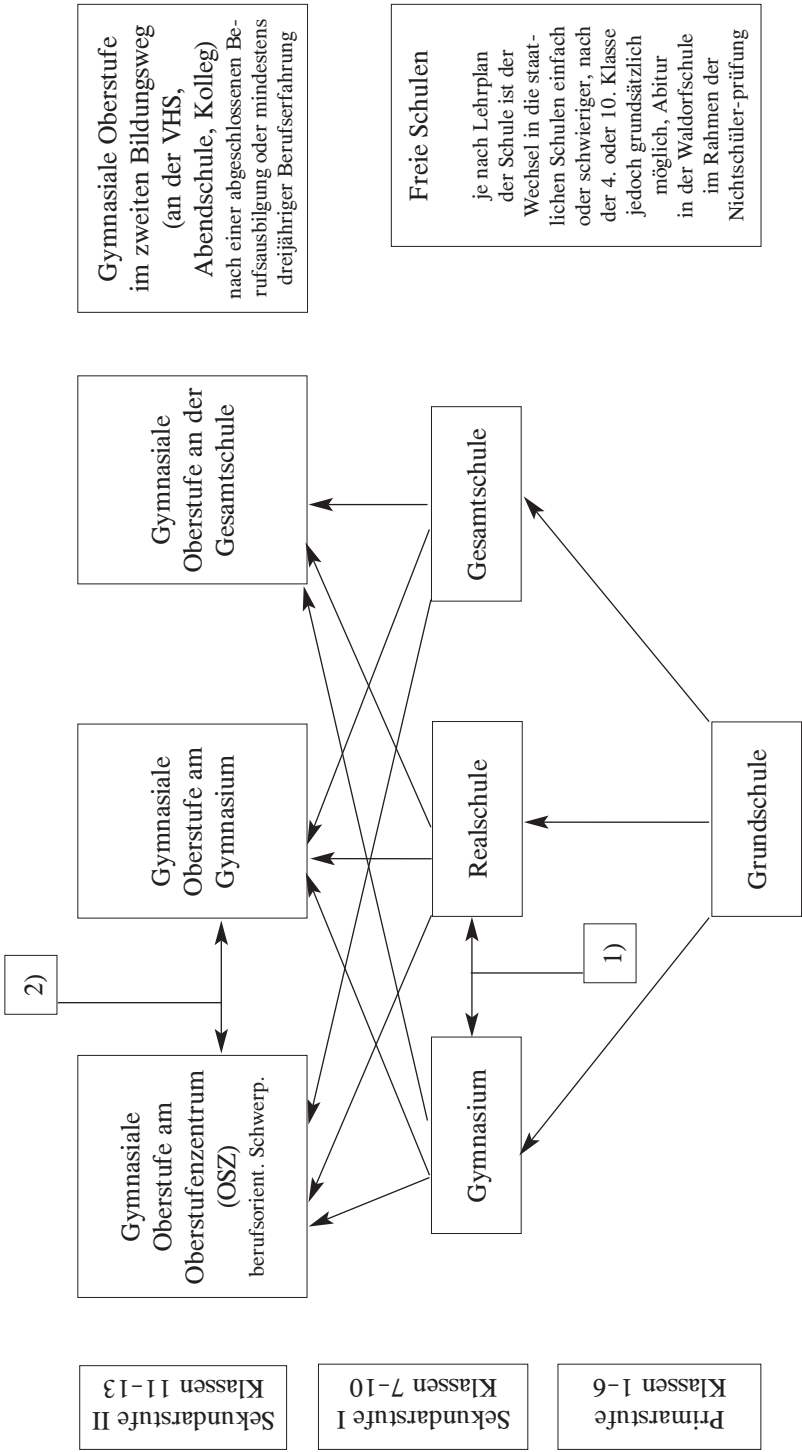 Sekundarstufe II
Klassen 11-13
Gymnasiale
Oberstufe am
Oberstufenzentrum
(OSZ)
berufsorient. Schwerp.
2)
Gymnasiale
Oberstufe am
Gymnasium
Gymnasiale
Oberstufe an der
Gesamtschule
Gymnasiale Oberstufe
im zweiten Bildungsweg
(an der VHS,
Abendschule, Kolleg)
nach einer abgeschlossenen Be-
rufsausbilgung oder mindestens
dreijähriger Berufserfahrung
Sekundarstufe I
Klassen 7-10
Gymnasium
1)
Realschule
Gesamtschule
Freie Schulen
je nach Lehrplan
der Schule ist der
Wechsel in die staat-
lichen Schulen einfach
oder schwieriger, nach
der 4. oder 10. Klasse
jedoch grundsätzlich
möglich, Abitur
in der Waldorfschule
im Rahmen der
Nichtschüler-prüfung
Primarstufe
Klassen 1-6
Grundschule